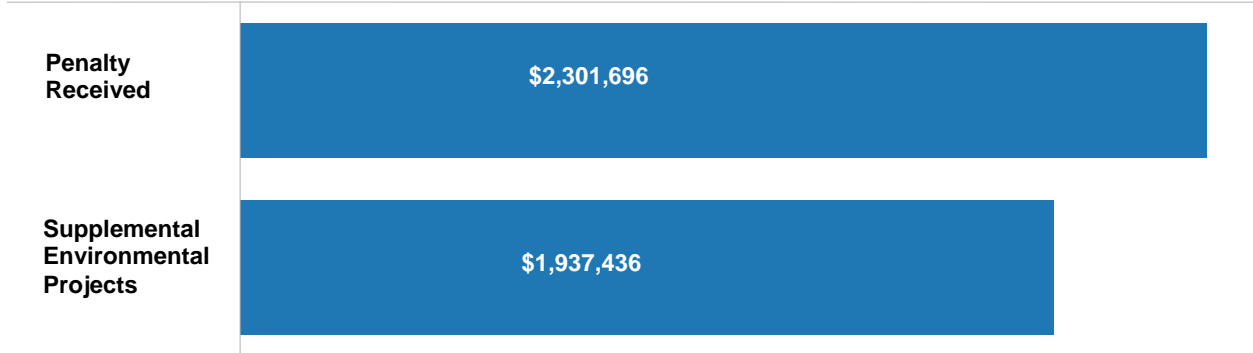 Penalty
Received
$2,301,696
Supplemental
Environmental
Projects
$1,937,436